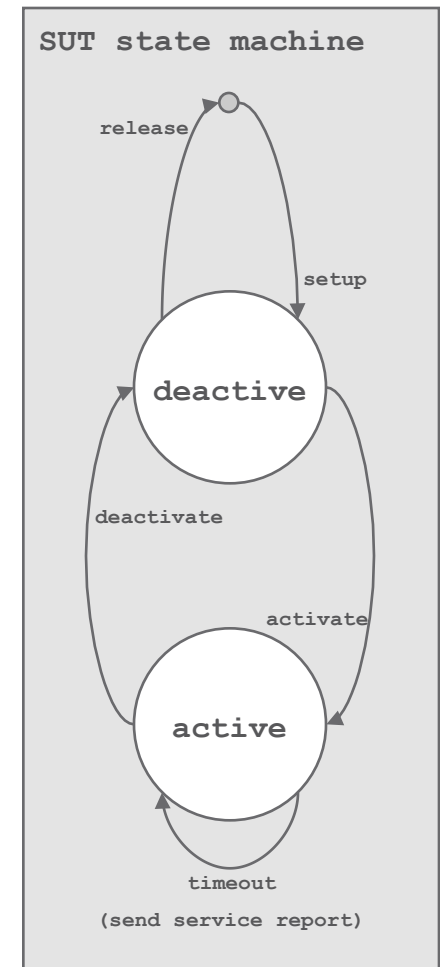 SUT state machine
release
setup
deactive
deactivate
activate
active
timeout
(send service report)